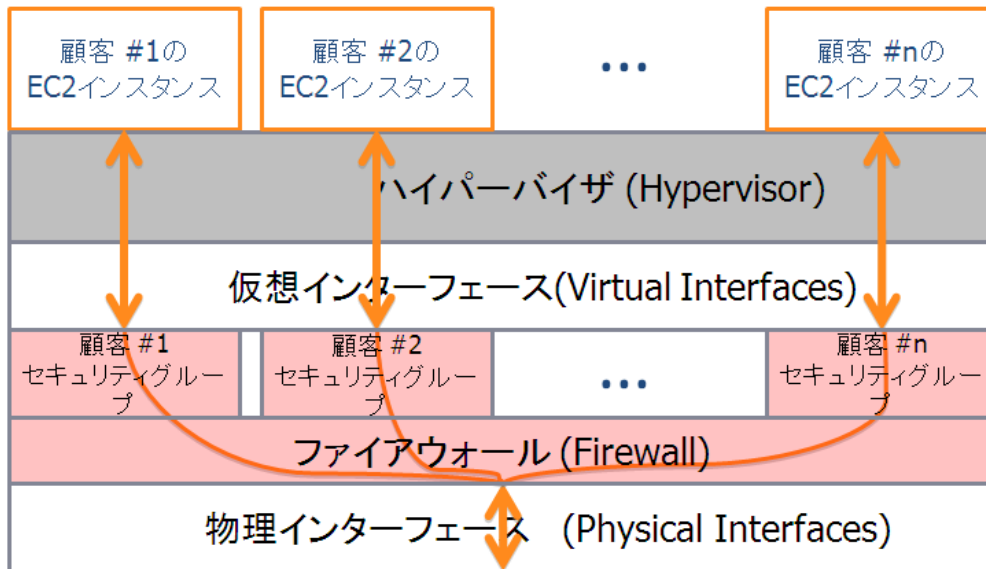 顧客 #1の
EC2インスタンス
顧客 #2の
EC2インスタンス
...
顧客 #nの
EC2インスタンス
ハイパーバイザ (Hypervisor)
仮想インターフェース(Virtual Interfaces)
顧客 #1
セキュリティグルー
プ
顧客 #2
セキュリティグルー
プ
...
顧客 #n
セキュリティグルー
プ
ファイアウォール (Firewall)
物理インターフェース (Physical Interfaces)